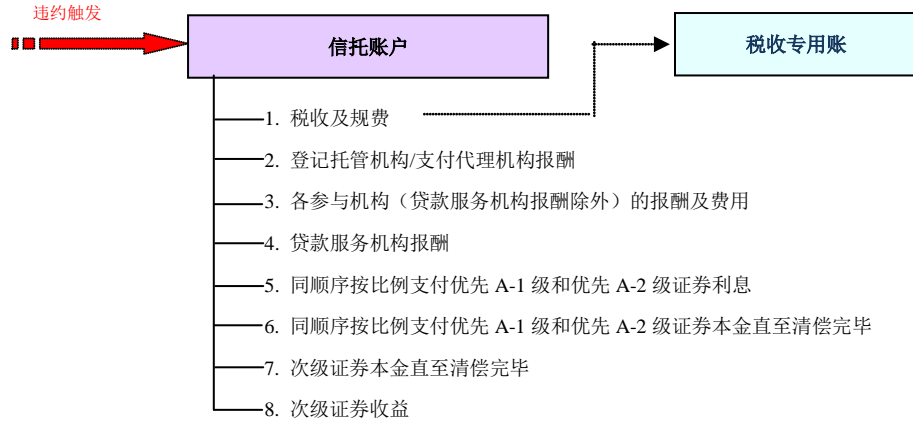 违约触发
信托账户
税收专用账
1. 税收及规费
2. 登记托管机构/支付代理机构报酬
3. 各参与机构（贷款服务机构报酬除外）的报酬及费用
4. 贷款服务机构报酬
5. 同顺序按比例支付优先 A-1 级和优先 A-2 级证券利息
6. 同顺序按比例支付优先 A-1 级和优先 A-2 级证券本金直至清偿完毕
7. 次级证券本金直至清偿完毕
8. 次级证券收益